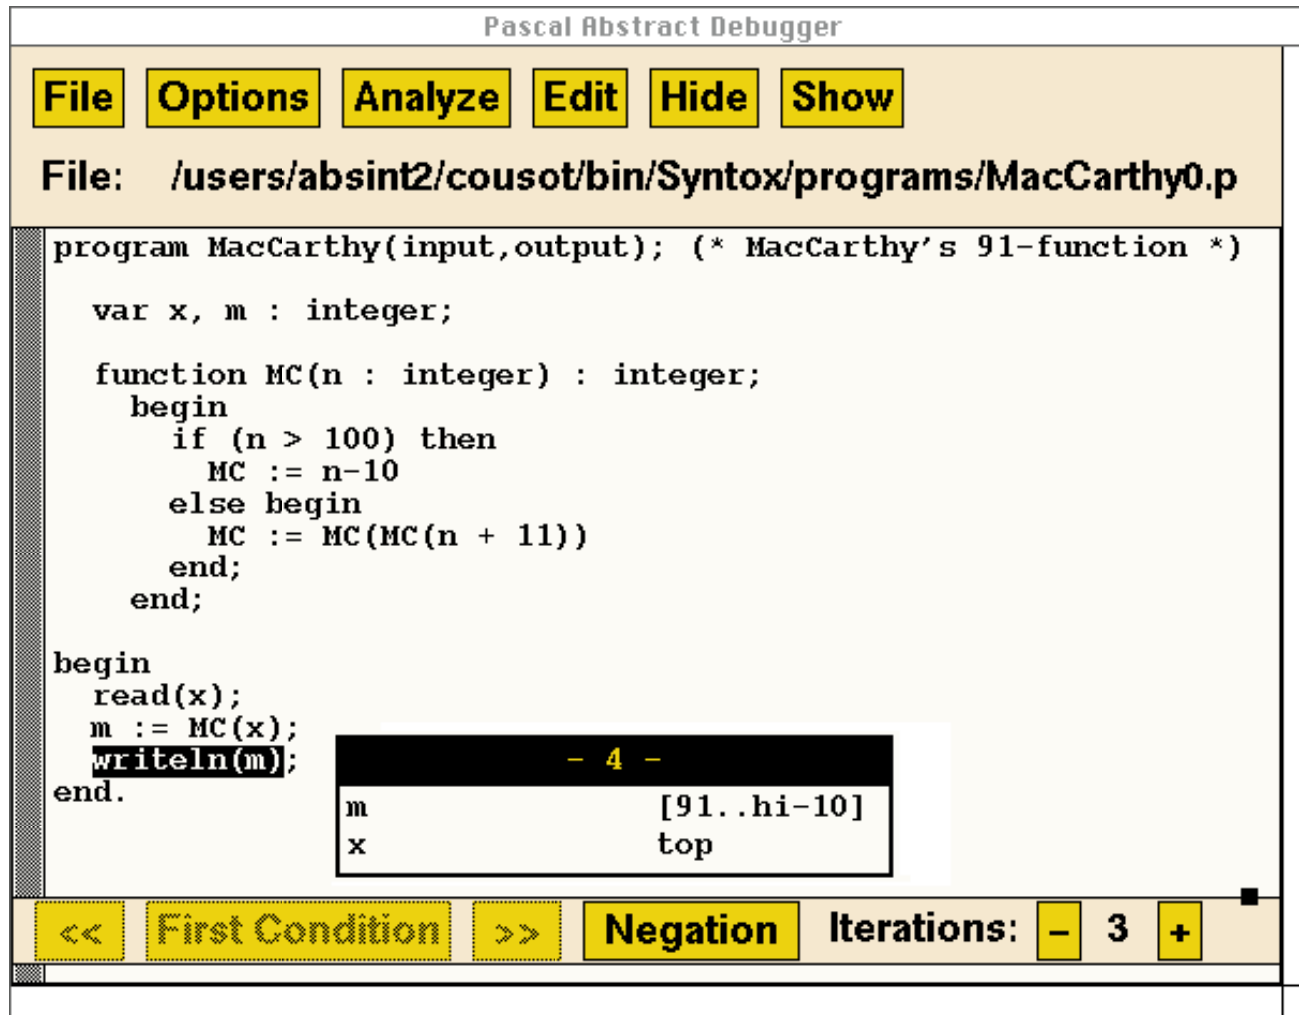 Pascal Abstract Debugger
File Options Analyze Edit Hide Show
File: /users/absint2/cousot/bin/Syntox/programs/MacCarthy0.p
program MacCarthy(input,output); (* MacCarthy's 91-function *)
var x, m : integer;
function MC(n : integer) : integer;
begin
if (n > 100) then
MC := n-10
else begin
MC := MC(MC(n + 11))
end;
end;
begin
read(x);
m := MC(x);
writeln(m);
end.
- 4 -
m [91..hi-10]
x top
<< First Condition >> Negation Iterations: - 3 +